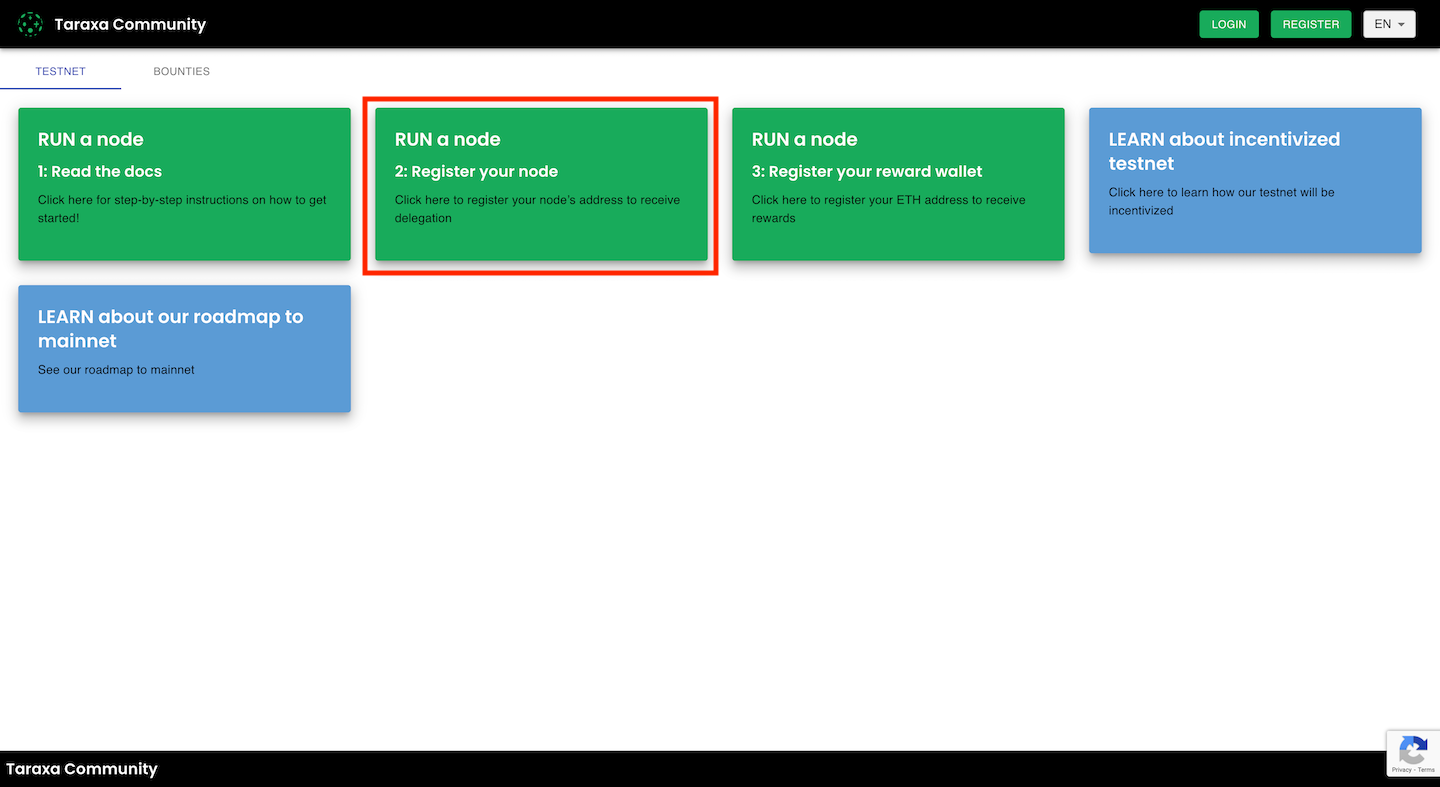 Taraxa Community
LOGIN
REGISTER
EN
TESTNET
BOUNTIES
RUN a node
1: Read the docs
Click here for step-by-step instructions on how to get
started!
RUN a node
2: Register your node
Click here to register your node's address to receive
delegation
RUN a node
3: Register your reward wallet
Click here to register your ETH address to receive
rewards
LEARN about incentivized
testnet
Click here to learn how our testnet will be
incentivized
LEARN about our roadmap to
mainnet
See our roadmap to mainnet
Taraxa Community
Privacy - Terms